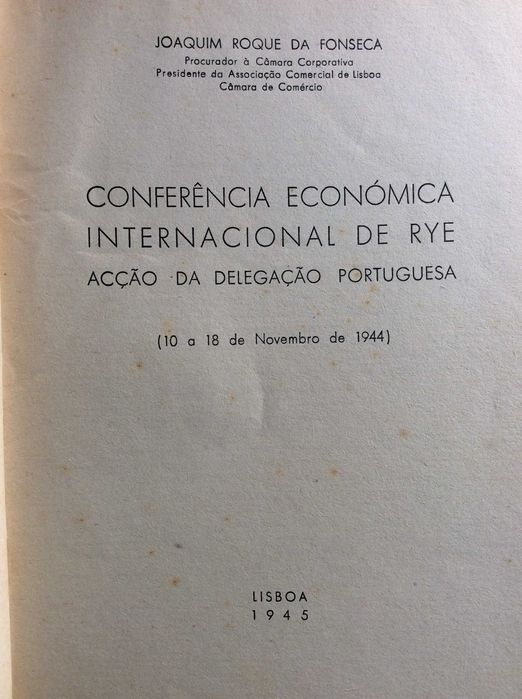 JOAQUIM ROQUE DA FONSECA
Procurador à Câmara Corporativa
Presidente da Associação Comercial de Lisboa
Câmara de Comércio
CONFERÊNCIA ECONÓMICA
INTERNACIONAL DE RYE
ACÇÃO DA DELEGAÇÃO PORTUGUESA
(10 a 18 de Novembro de 1944)
LISBOA
1945